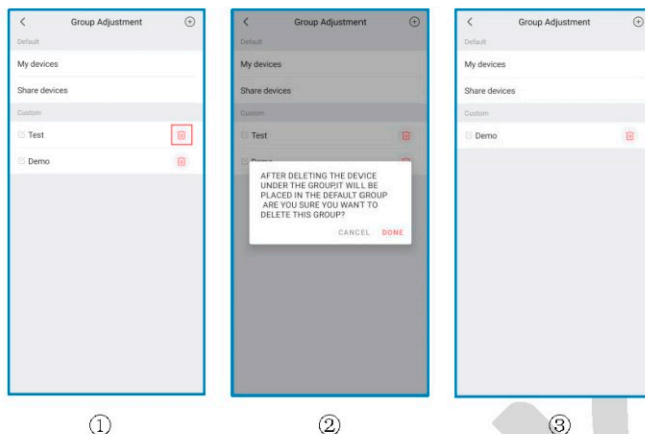 Group Adjustment
Default
My devices
Share devices
Custom
Test
Demo
①
Group Adjustment
Default
My devices
Share devices
Custom
Test
Demo
AFTER DELETING THE DEVICE
UNDER THE GROUP,IT WILL BE
PLACED IN THE DEFAULT GROUP
ARE YOU SURE YOU WANT TO
DELETE THIS GROUP?
CANCEL DONE
②
Group Adjustment
Default
My devices
Share devices
Custom
Demo
③